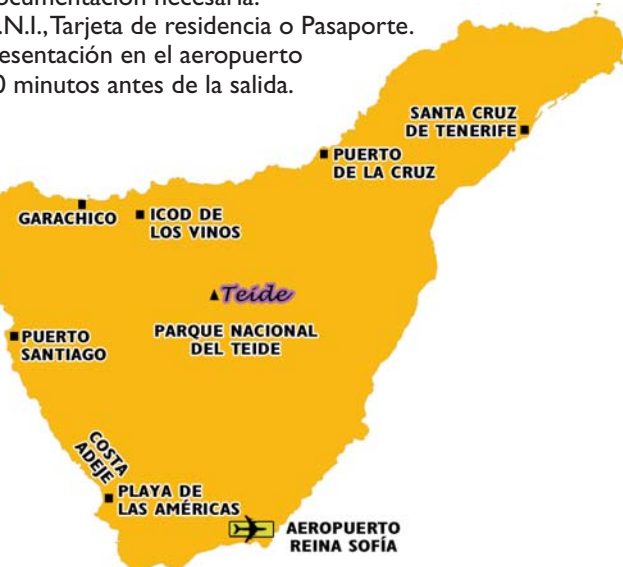 .N.I., Tarjeta de residencia o Pasaporte.
esentación en el aeropuerto
0 minutos antes de la salida.
SANTA CRUZ
DE TENERIFE
PUERTO
DE LA CRUZ
GARACHICO
ICOD DE
LOS VINOS
Teide
PARQUE NACIONAL
DEL TEIDE
PUERTO
SANTIAGO
COSTA
ADEJE
PLAYA DE
LAS AMÉRICAS
AEROPUERTO
REINA SOFÍA